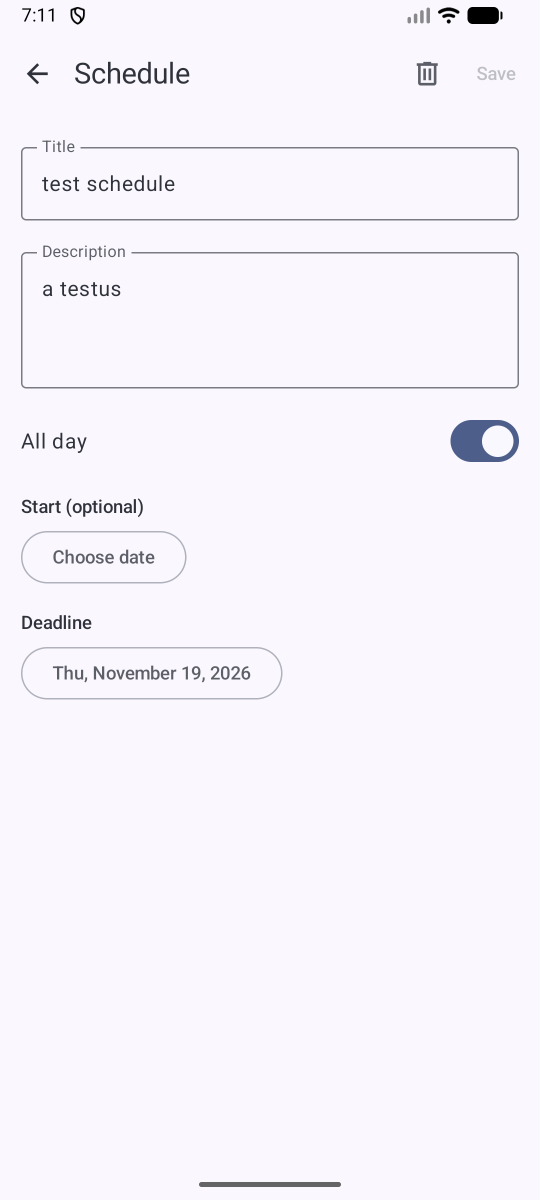 7:11
Schedule
Save
Title
test schedule
Description
a testus
All day
Start (optional)
Choose date
Deadline
Thu, November 19, 2026